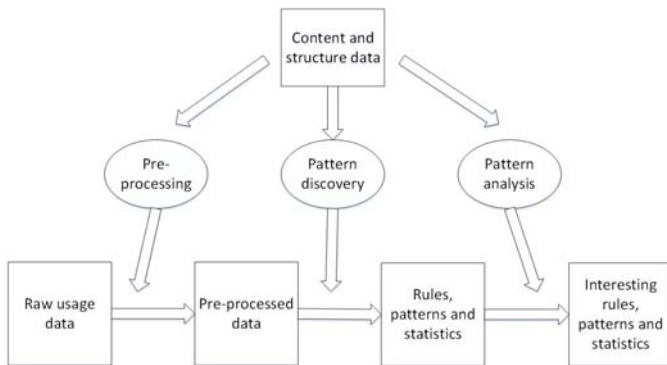 Content and
structure data
Pre-
processing
Pattern
discovery
Pattern
analysis
Raw usage
data
Pre-processed
data
Rules,
patterns and
statistics
Interesting
rules,
patterns and
statistics